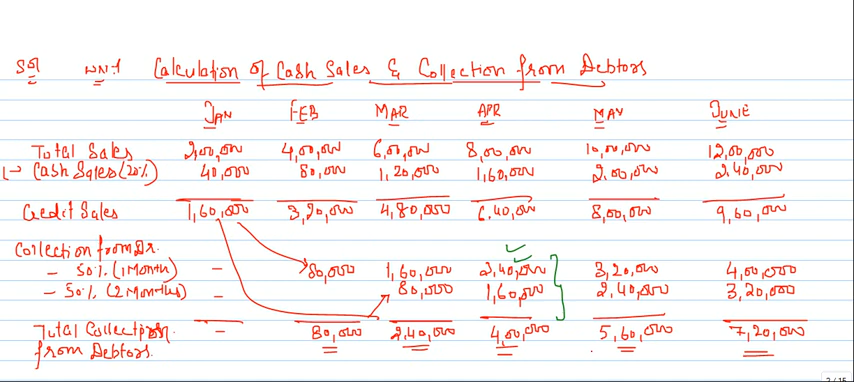 Sol WN:1 Calculation of Cash Sales & Collection from Debtors
JAN FEB MAR APR MAY JUNE
Total Sales 2,00,000 4,00,000 6,00,000 8,00,000 10,00,000 12,00,000
(-) Cash Sales (20%) 40,000 80,000 1,20,000 1,60,000 2,00,000 2,40,000
Credit Sales 1,60,000 3,20,000 4,80,000 6,40,000 8,00,000 9,60,000
Collection from Dr.
- 50% (1 Month) - 80,000 1,60,000 2,40,000 3,20,000 4,00,000
- 50% (2 Months) - 80,000 1,60,000 2,40,000 3,20,000
Total Collection - 80,000 2,40,000 4,00,000 5,60,000 7,20,000
from Debtors.
2 / 15